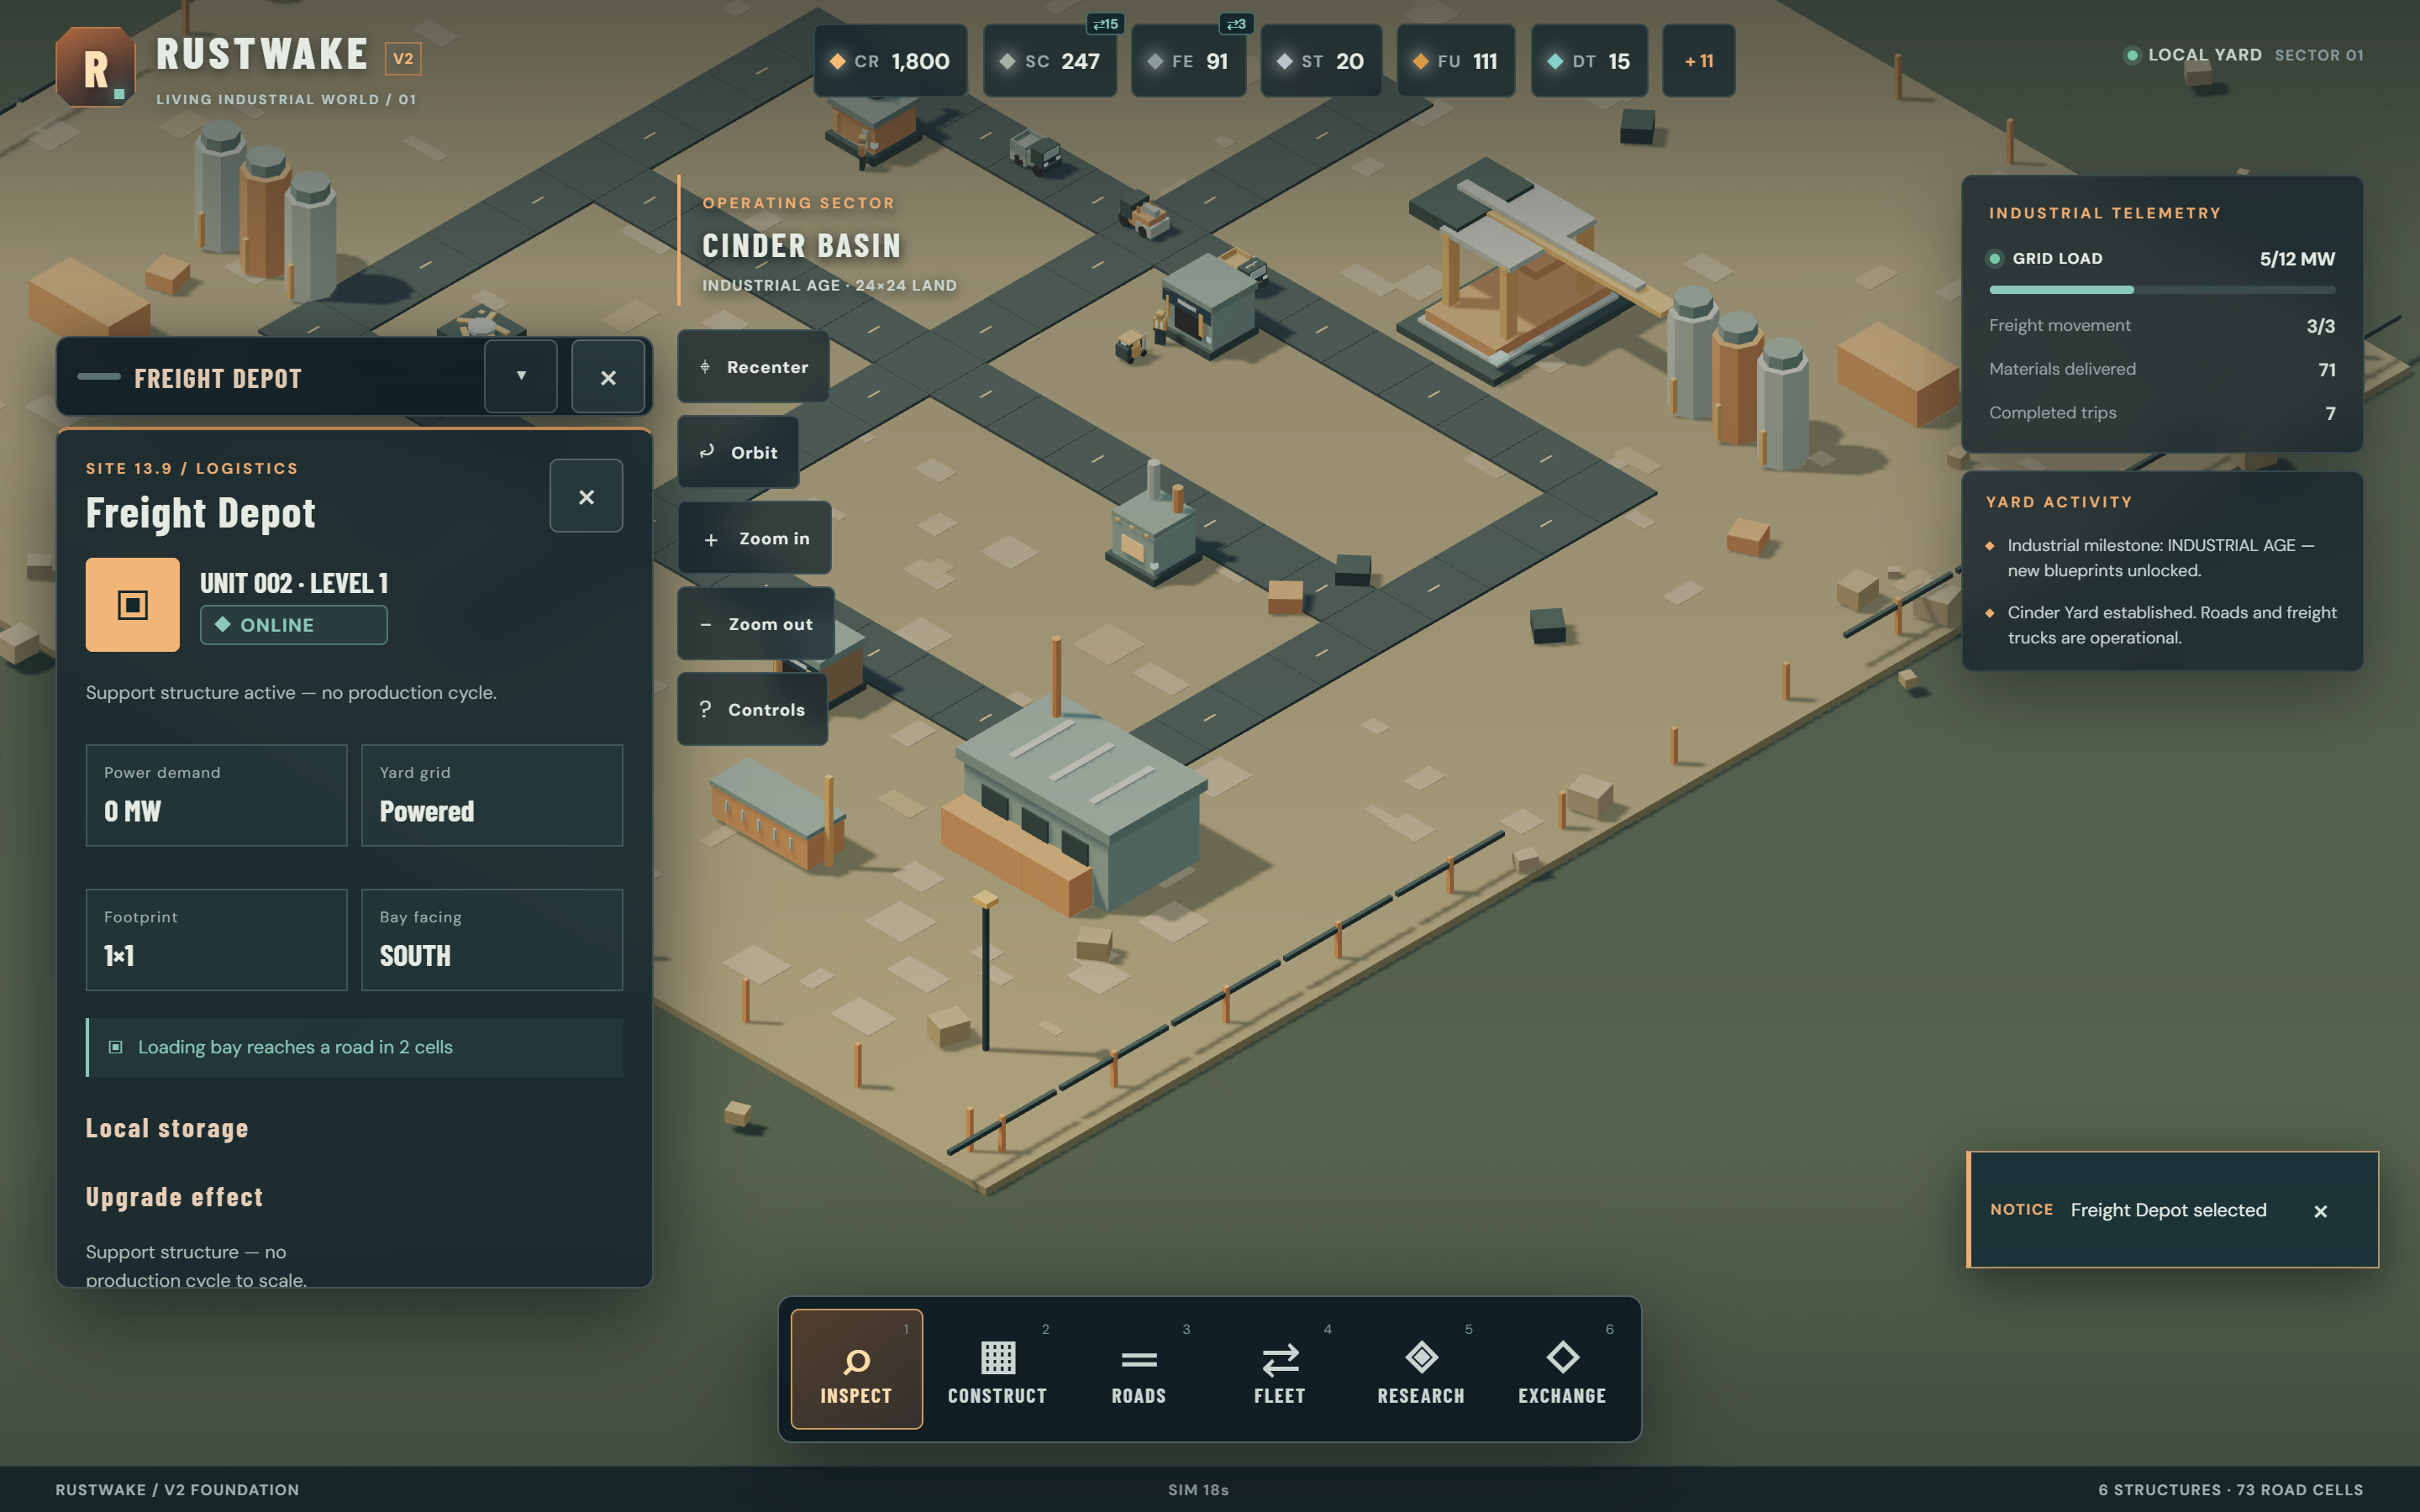 R
RUSTWAKE V2
LIVING INDUSTRIAL WORLD / 01
CR 1,800
⇄15
SC 247
⇄3
FE 91
ST 20
FU 111
DT 15
+ 11
LOCAL YARD SECTOR 01
OPERATING SECTOR
CINDER BASIN
INDUSTRIAL AGE · 24×24 LAND
Recenter
Orbit
+ Zoom in
− Zoom out
? Controls
FREIGHT DEPOT ▼ ×
SITE 13.9 / LOGISTICS
Freight Depot ×
UNIT 002 · LEVEL 1
ONLINE
Support structure active — no production cycle.
Power demand
0 MW
Yard grid
Powered
Footprint
1×1
Bay facing
SOUTH
Loading bay reaches a road in 2 cells
Local storage
Upgrade effect
Support structure — no
production cycle to scale.
INDUSTRIAL TELEMETRY
GRID LOAD 5/12 MW
Freight movement 3/3
Materials delivered 71
Completed trips 7
YARD ACTIVITY
Industrial milestone: INDUSTRIAL AGE —
new blueprints unlocked.
Cinder Yard established. Roads and freight
trucks are operational.
NOTICE Freight Depot selected ×
1 INSPECT
2 CONSTRUCT
3 ROADS
4 FLEET
5 RESEARCH
6 EXCHANGE
RUSTWAKE / V2 FOUNDATION
SIM 18s
6 STRUCTURES · 73 ROAD CELLS